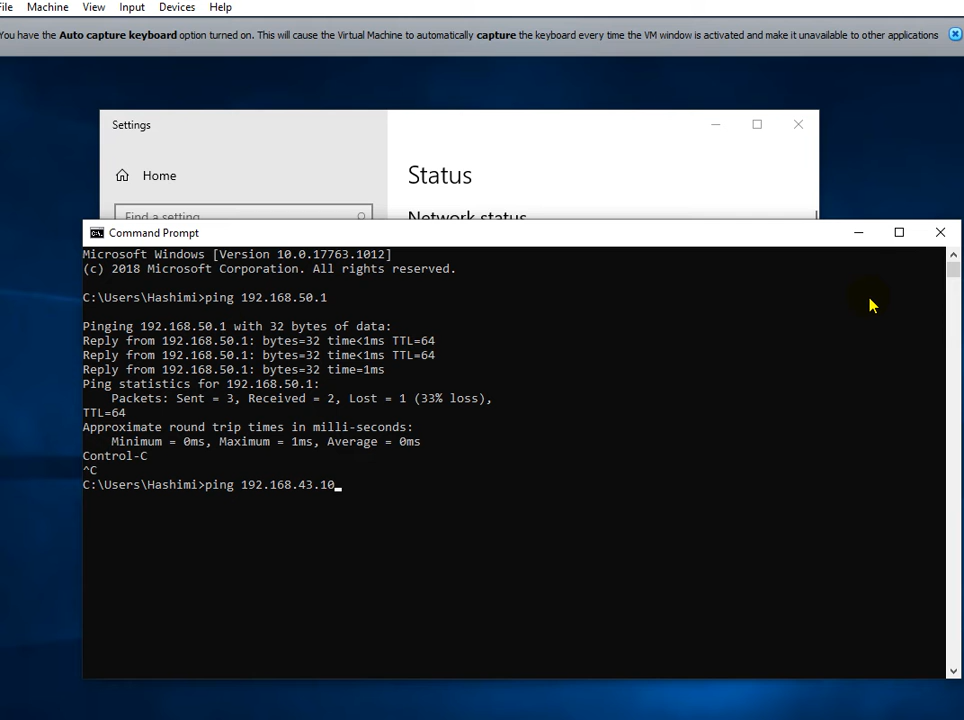 File Machine View Input Devices Help
You have the Auto capture keyboard option turned on. This will cause the Virtual Machine to automatically capture the keyboard every time the VM window is activated and make it unavailable to other applications
Settings
Home
Status
Find a setting
Network status
Command Prompt
Microsoft Windows [Version 10.0.17763.1012]
(c) 2018 Microsoft Corporation. All rights reserved.
C:\Users\Hashimi>ping 192.168.50.1
Pinging 192.168.50.1 with 32 bytes of data:
Reply from 192.168.50.1: bytes=32 time<1ms TTL=64
Reply from 192.168.50.1: bytes=32 time<1ms TTL=64
Reply from 192.168.50.1: bytes=32 time=1ms
Ping statistics for 192.168.50.1:
Packets: Sent = 3, Received = 2, Lost = 1 (33% loss),
TTL=64
Approximate round trip times in milli-seconds:
Minimum = 0ms, Maximum = 1ms, Average = 0ms
Control-C
^C
C:\Users\Hashimi>ping 192.168.43.10_